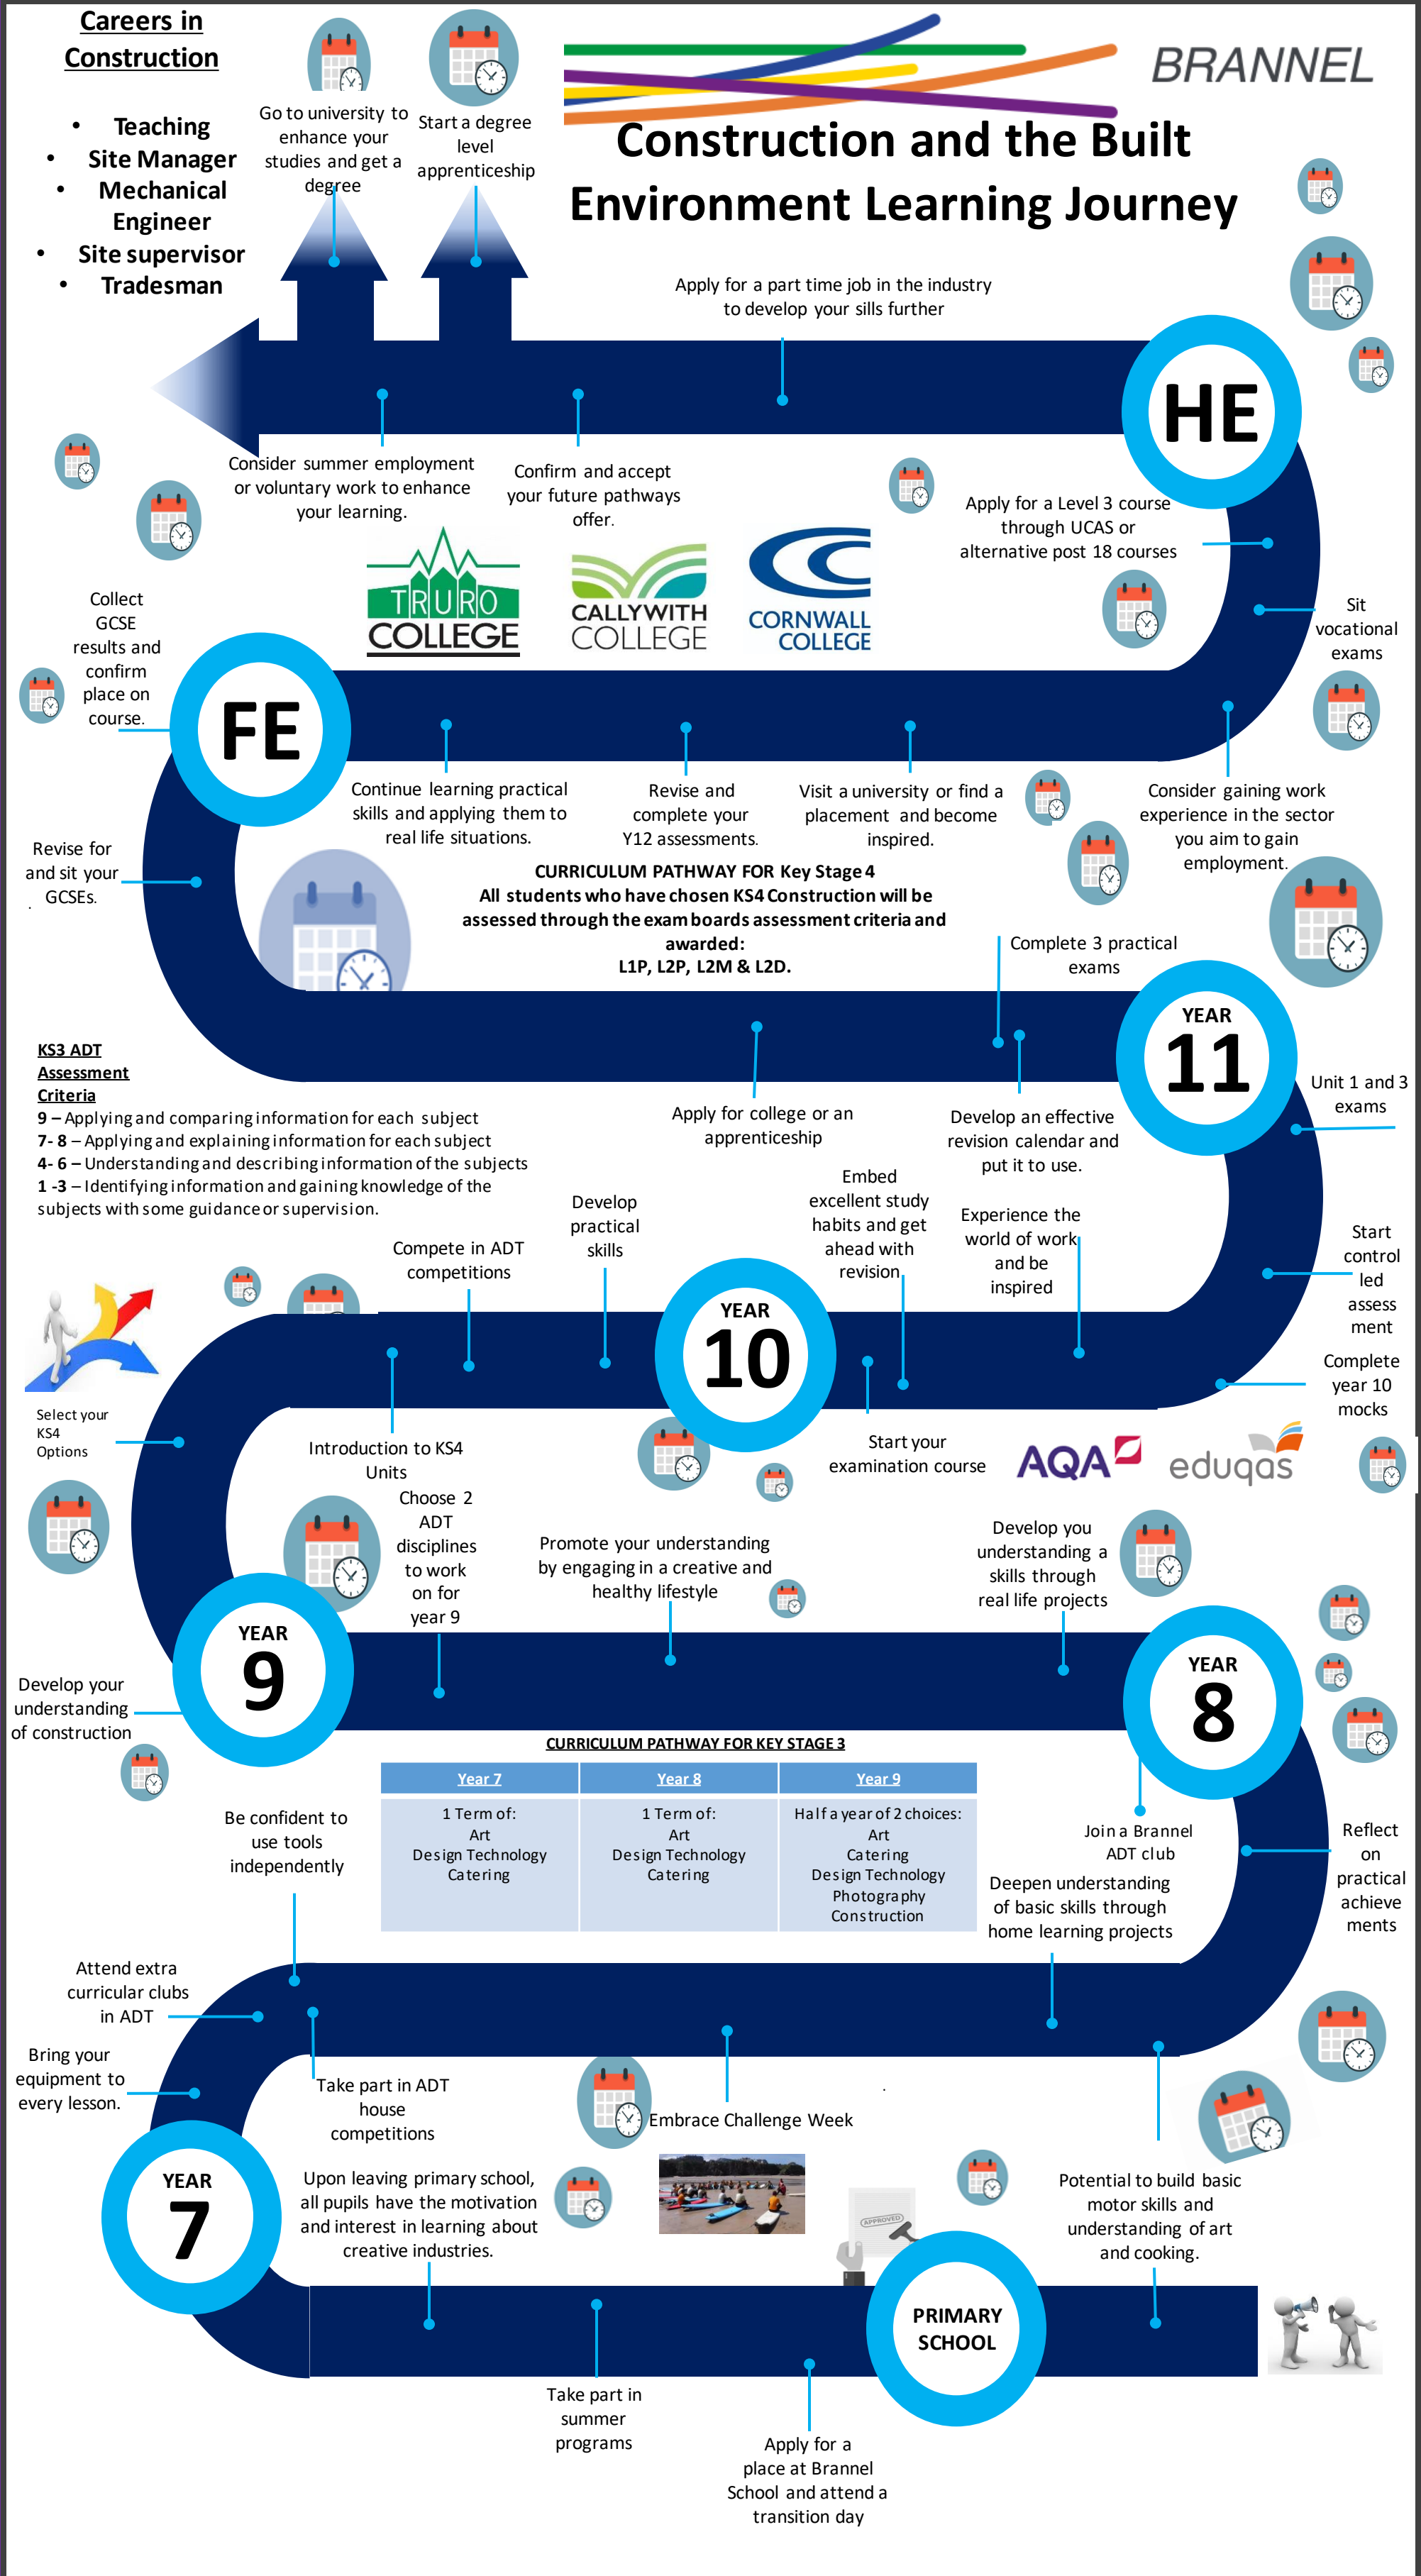 Careers in
Construction
• Teaching
• Site Manager
• Mechanical
Engineer
• Site supervisor
• Tradesman
Go to university to
enhance your
studies and get a
degree
Start a degree
level
apprenticeship
BRANNEL
Construction and the Built
Environment Learning Journey
Apply for a part time job in the industry
to develop your sills further
HE
Consider summer employment
or voluntary work to enhance
your learning.
Confirm and accept
your future pathways
offer.
Apply for a Level 3 course
through UCAS or
alternative post 18 courses
TRURO
COLLEGE
CALLYWITH
COLLEGE
CORNWALL
COLLEGE
Sit
vocational
exams
Collect
GCSE
results and
confirm
place on
course.
FE
Continue learning practical
skills and applying them to
real life situations.
Revise and
complete your
Y12 assessments.
Visit a university or find a
placement and become
inspired.
Consider gaining work
experience in the sector
you aim to gain
employment.
Revise for
and sit your
GCSEs.
.
CURRICULUM PATHWAY FOR Key Stage 4
All students who have chosen KS4 Construction will be
assessed through the exam boards assessment criteria and
awarded:
L1P, L2P, L2M & L2D.
Complete 3 practical
exams
YEAR
11
Unit 1 and 3
exams
KS3 ADT
Assessment
Criteria
9 – Applying and comparing information for each subject
7- 8 – Applying and explaining information for each subject
4- 6 – Understanding and describing information of the subjects
1 -3 – Identifying information and gaining knowledge of the
subjects with some guidance or supervision.
Apply for college or an
apprenticeship
Develop an effective
revision calendar and
put it to use.
Compete in ADT
competitions
Develop
practical
skills
Embed
excellent study
habits and get
ahead with
revision
Experience the
world of work
and be
inspired
Start
control
led
assess
ment
YEAR
10
Complete
year 10
mocks
Select your
KS4
Options
Introduction to KS4
Units
Start your
examination course
AQA
eduqas
Choose 2
ADT
disciplines
to work
on for
year 9
Promote your understanding
by engaging in a creative and
healthy lifestyle
Develop you
understanding a
skills through
real life projects
YEAR
9
YEAR
8
Develop your
understanding
of construction
CURRICULUM PATHWAY FOR KEY STAGE 3
Year 7 Year 8 Year 9
1 Term of:
Art
Design Technology
Catering
1 Term of:
Art
Design Technology
Catering
Half a year of 2 choices:
Art
Catering
Design Technology
Photography
Construction
Be confident to
use tools
independently
Join a Brannel
ADT club
Reflect
on
practical
achieve
ments
Deepen understanding
of basic skills through
home learning projects
Attend extra
curricular clubs
in ADT
Bring your
equipment to
every lesson.
Take part in ADT
house
competitions
Embrace Challenge Week
.
YEAR
7
Upon leaving primary school,
all pupils have the motivation
and interest in learning about
creative industries.
APPROVED
Potential to build basic
motor skills and
understanding of art
and cooking.
PRIMARY
SCHOOL
Take part in
summer
programs
Apply for a
place at Brannel
School and attend a
transition day